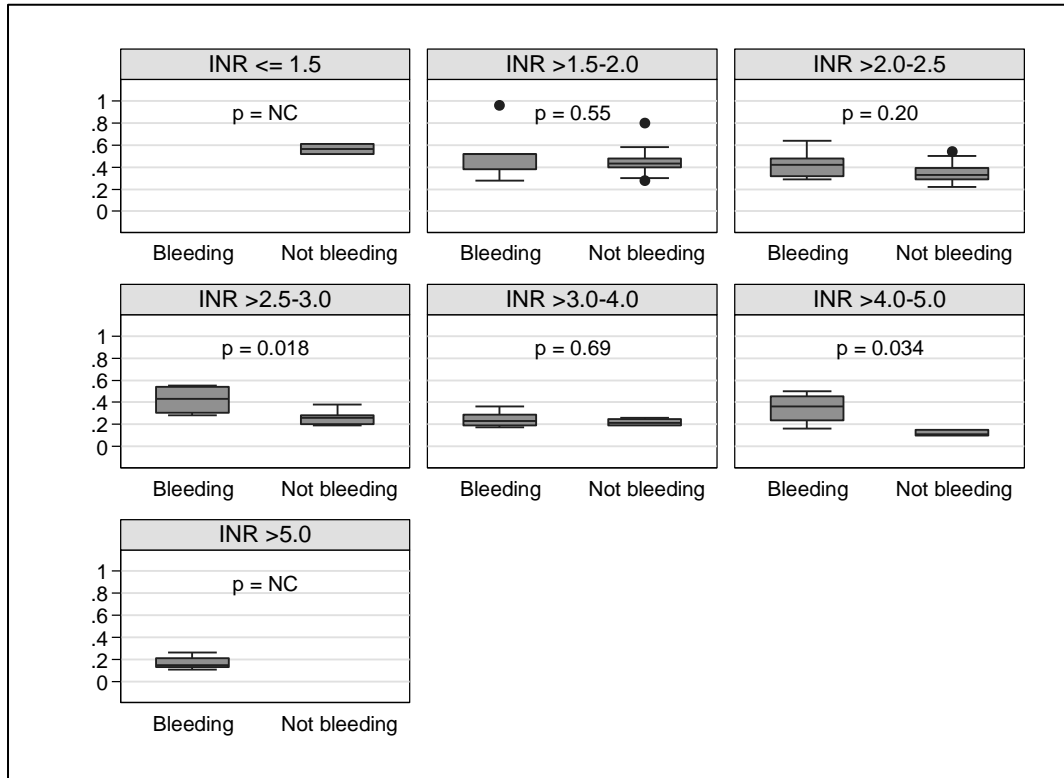 INR <= 1.5
INR >1.5-2.0
INR >2.0-2.5
p = NC
p = 0.55
p = 0.20
1
.8
.6
.4
.2
0
Bleeding Not bleeding
Bleeding Not bleeding
Bleeding Not bleeding
INR >2.5-3.0
INR >3.0-4.0
INR >4.0-5.0
p = 0.018
p = 0.69
p = 0.034
1
.8
.6
.4
.2
0
Bleeding Not bleeding
Bleeding Not bleeding
Bleeding Not bleeding
INR >5.0
p = NC
1
.8
.6
.4
.2
0
Bleeding Not bleeding